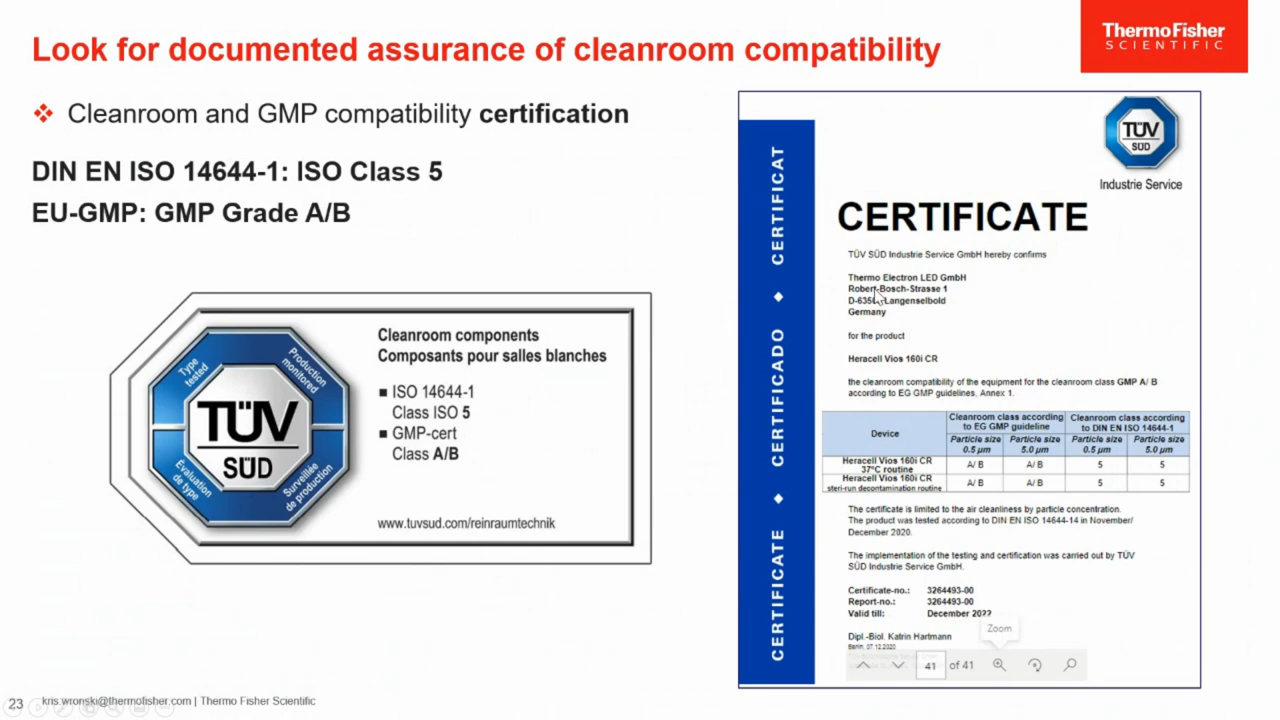 Look for documented assurance of cleanroom compatibility
ThermoFisher
SCIENTIFIC
Cleanroom and GMP compatibility certification
DIN EN ISO 14644-1: ISO Class 5
EU-GMP: GMP Grade A/B
Type tested
Production monitored
TÜV
SÜD
Évaluation de type
Surveillée de production
Cleanroom components
Composants pour salles blanches
ISO 14644-1
Class ISO 5
GMP-cert
Class A/B
www.tuvsud.com/reinraumtechnik
CERTIFICATE ◆ CERTIFICADO ◆ CERTIFICAT
TÜV
SÜD
Industrie Service
CERTIFICATE
TÜV SÜD Industrie Service GmbH hereby confirms
Thermo Electron LED GmbH
Robert-Bosch-Strasse 1
Langenselbold
Germany
for the product
Heracell Vios 160i CR
the cleanroom compatibility of the equipment for the cleanroom class GMP A/ B
according to EG GMP guidelines, Annex 1.
Device
Cleanroom class according to EG GMP guideline
Cleanroom class according to DIN EN ISO 14644-1
Particle size 0.5 µm
Particle size 5.0 µm
Particle size 0.5 µm
Particle size 5.0 µm
Heracell Vios 160i CR
37°C routine
A/ B A/ B 5 5
Heracell Vios 160i CR
steri-run decontamination routine
A/ B A/ B 5 5
The certificate is limited to the air cleanliness by particle concentration.
The product was tested according to DIN EN ISO 14644-14 in November/
December 2020.
The implementation of the testing and certification was carried out by TÜV
SÜD Industrie Service GmbH.
Certificate-no.: 3264493-00
Report-no.: 3264493-00
Valid till: December 2022
Zoom
Dipl.-Biol. Katrin Hartmann
Berlin, 07.12.2020
41 of 41
23
kris.wronski@thermofisher.com | Thermo Fisher Scientific